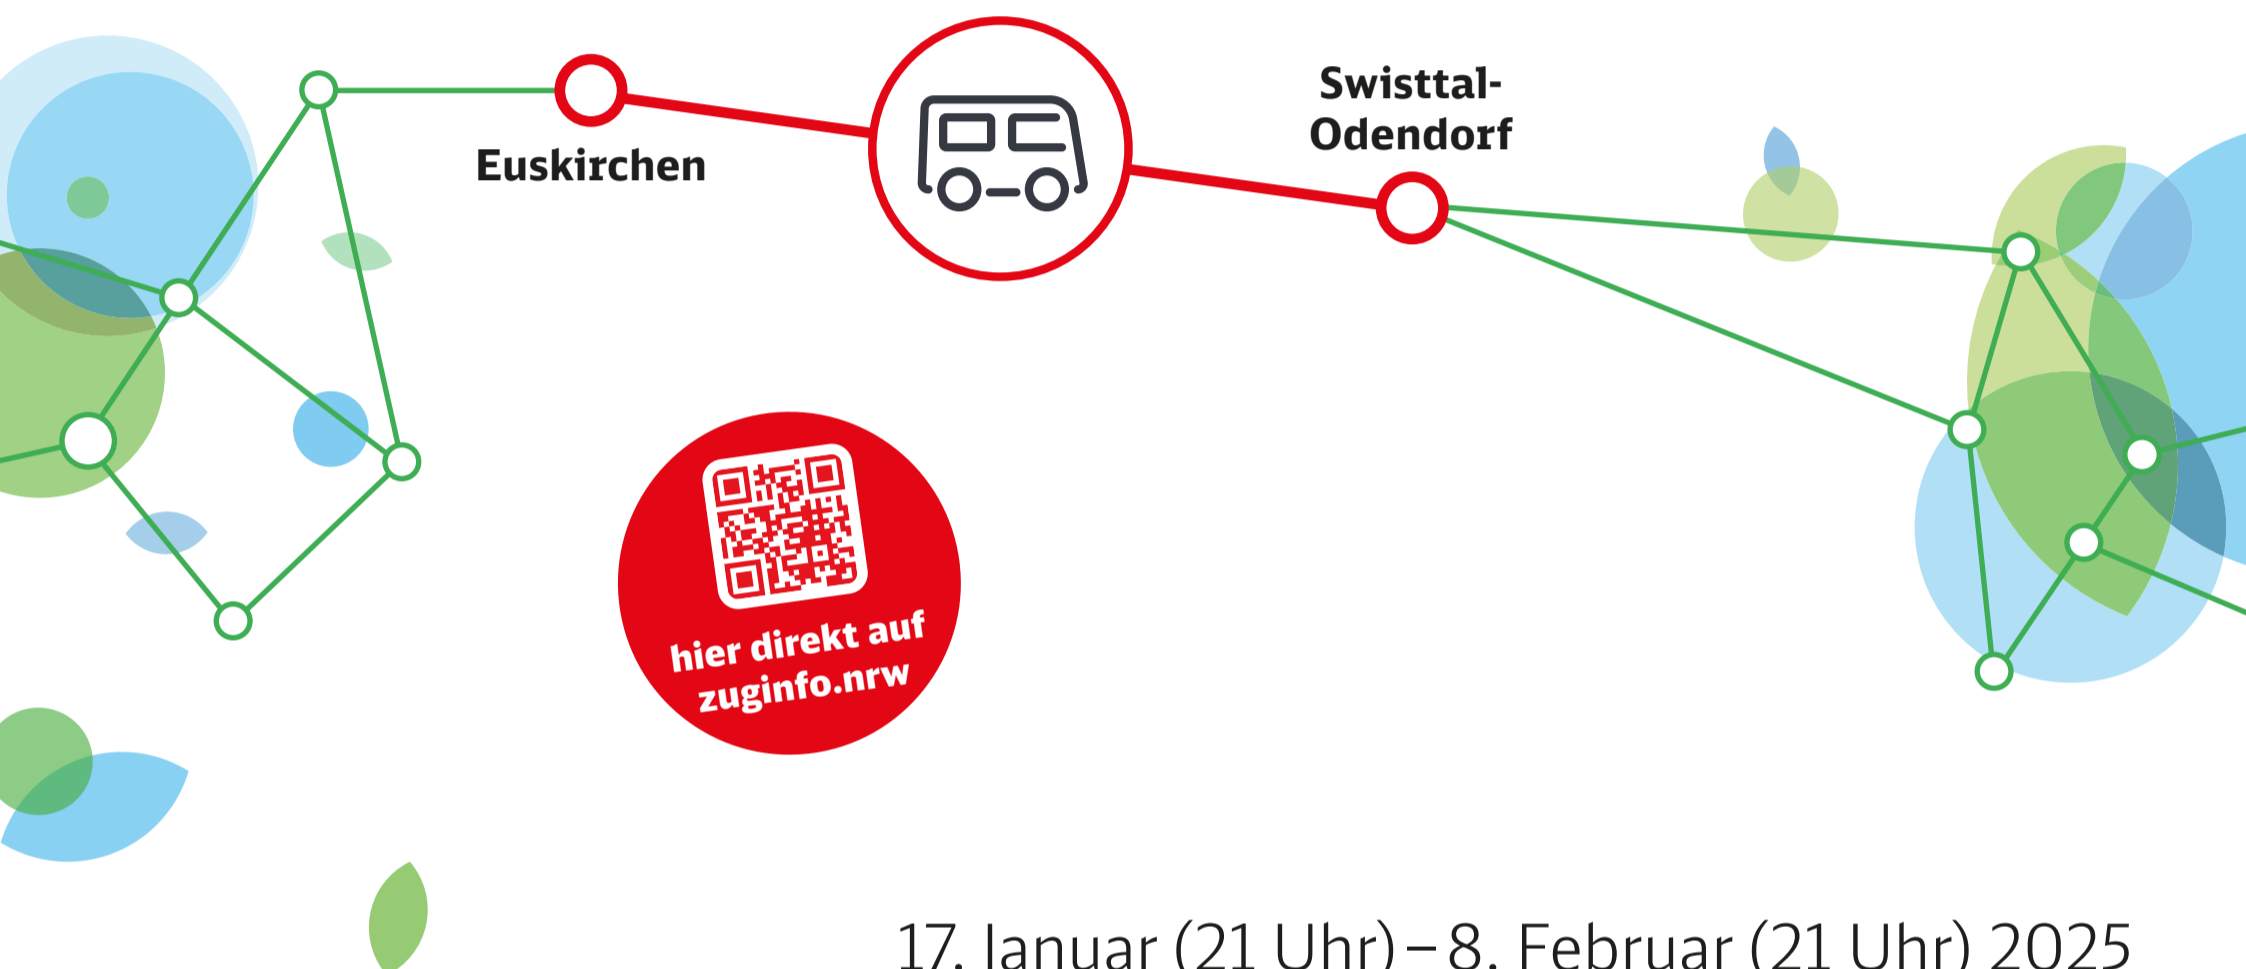 Swisttal-
Odendorf
Euskirchen
hier direkt auf
zuginfo.nrw
17. Januar (21 Uhr) – 8. Februar (21 Uhr) 2025